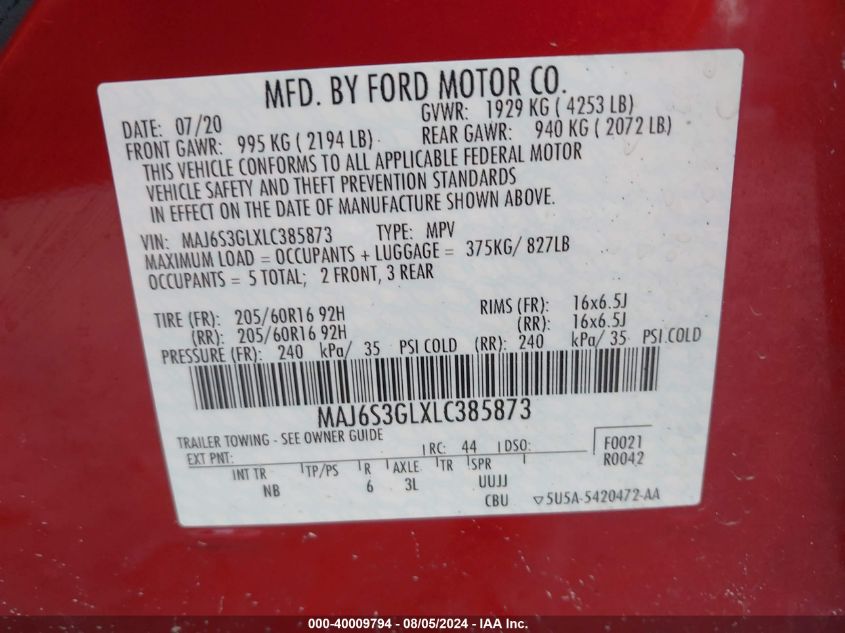 MFD. BY FORD MOTOR CO.
DATE: 07/20 GVWR: 1929 KG ( 4253 LB)
FRONT GAWR: 995 KG ( 2194 LB) REAR GAWR: 940 KG ( 2072 LB)
THIS VEHICLE CONFORMS TO ALL APPLICABLE FEDERAL MOTOR
VEHICLE SAFETY AND THEFT PREVENTION STANDARDS
IN EFFECT ON THE DATE OF MANUFACTURE SHOWN ABOVE.
VIN: MAJ6S3GLXLC385873 TYPE: MPV
MAXIMUM LOAD = OCCUPANTS + LUGGAGE = 375KG/ 827LB
OCCUPANTS = 5 TOTAL; 2 FRONT, 3 REAR
TIRE (FR): 205/60R16 92H RIMS (FR): 16x6.5J
(RR): 205/60R16 92H (RR): 16x6.5J
PRESSURE (FR): 240 kPa/ 35 PSI COLD (RR): 240 kPa/ 35 PSI COLD
MAJ6S3GLXLC385873
TRAILER TOWING - SEE OWNER GUIDE
EXT PNT: RC: 44 DSO: F0021
R0042
INT TR TP/PS R AXLE TR SPR
NB 6 3L UUJJ
CBU 5U5A-5420472-AA
000-40009794 - 08/05/2024 - IAA Inc.